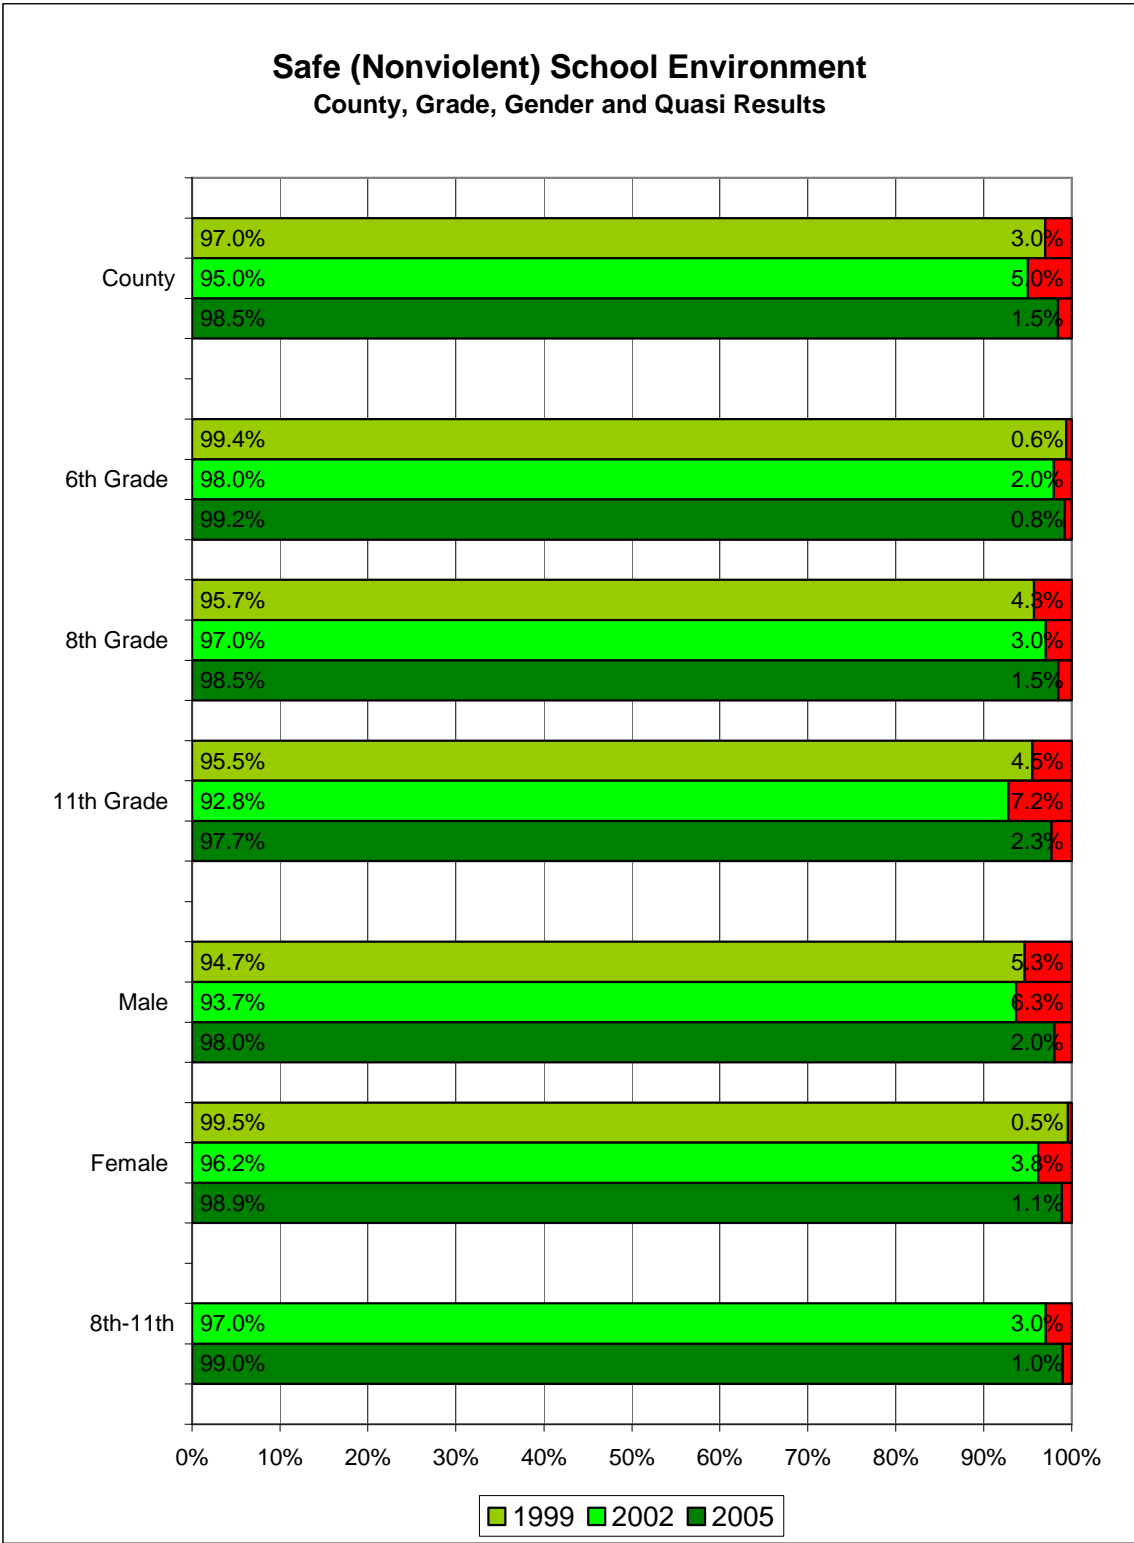 Safe (Nonviolent) School Environment
County, Grade, Gender and Quasi Results
97.0% 3.0%
County 95.0% 5.0%
98.5% 1.5%
99.4% 0.6%
6th Grade 98.0% 2.0%
99.2% 0.8%
95.7% 4.3%
8th Grade 97.0% 3.0%
98.5% 1.5%
95.5% 4.5%
11th Grade 92.8% 7.2%
97.7% 2.3%
94.7% 5.3%
Male 93.7% 6.3%
98.0% 2.0%
99.5% 0.5%
Female 96.2% 3.8%
98.9% 1.1%
8th-11th 97.0% 3.0%
99.0% 1.0%
0% 10% 20% 30% 40% 50% 60% 70% 80% 90% 100%
1999 2002 2005